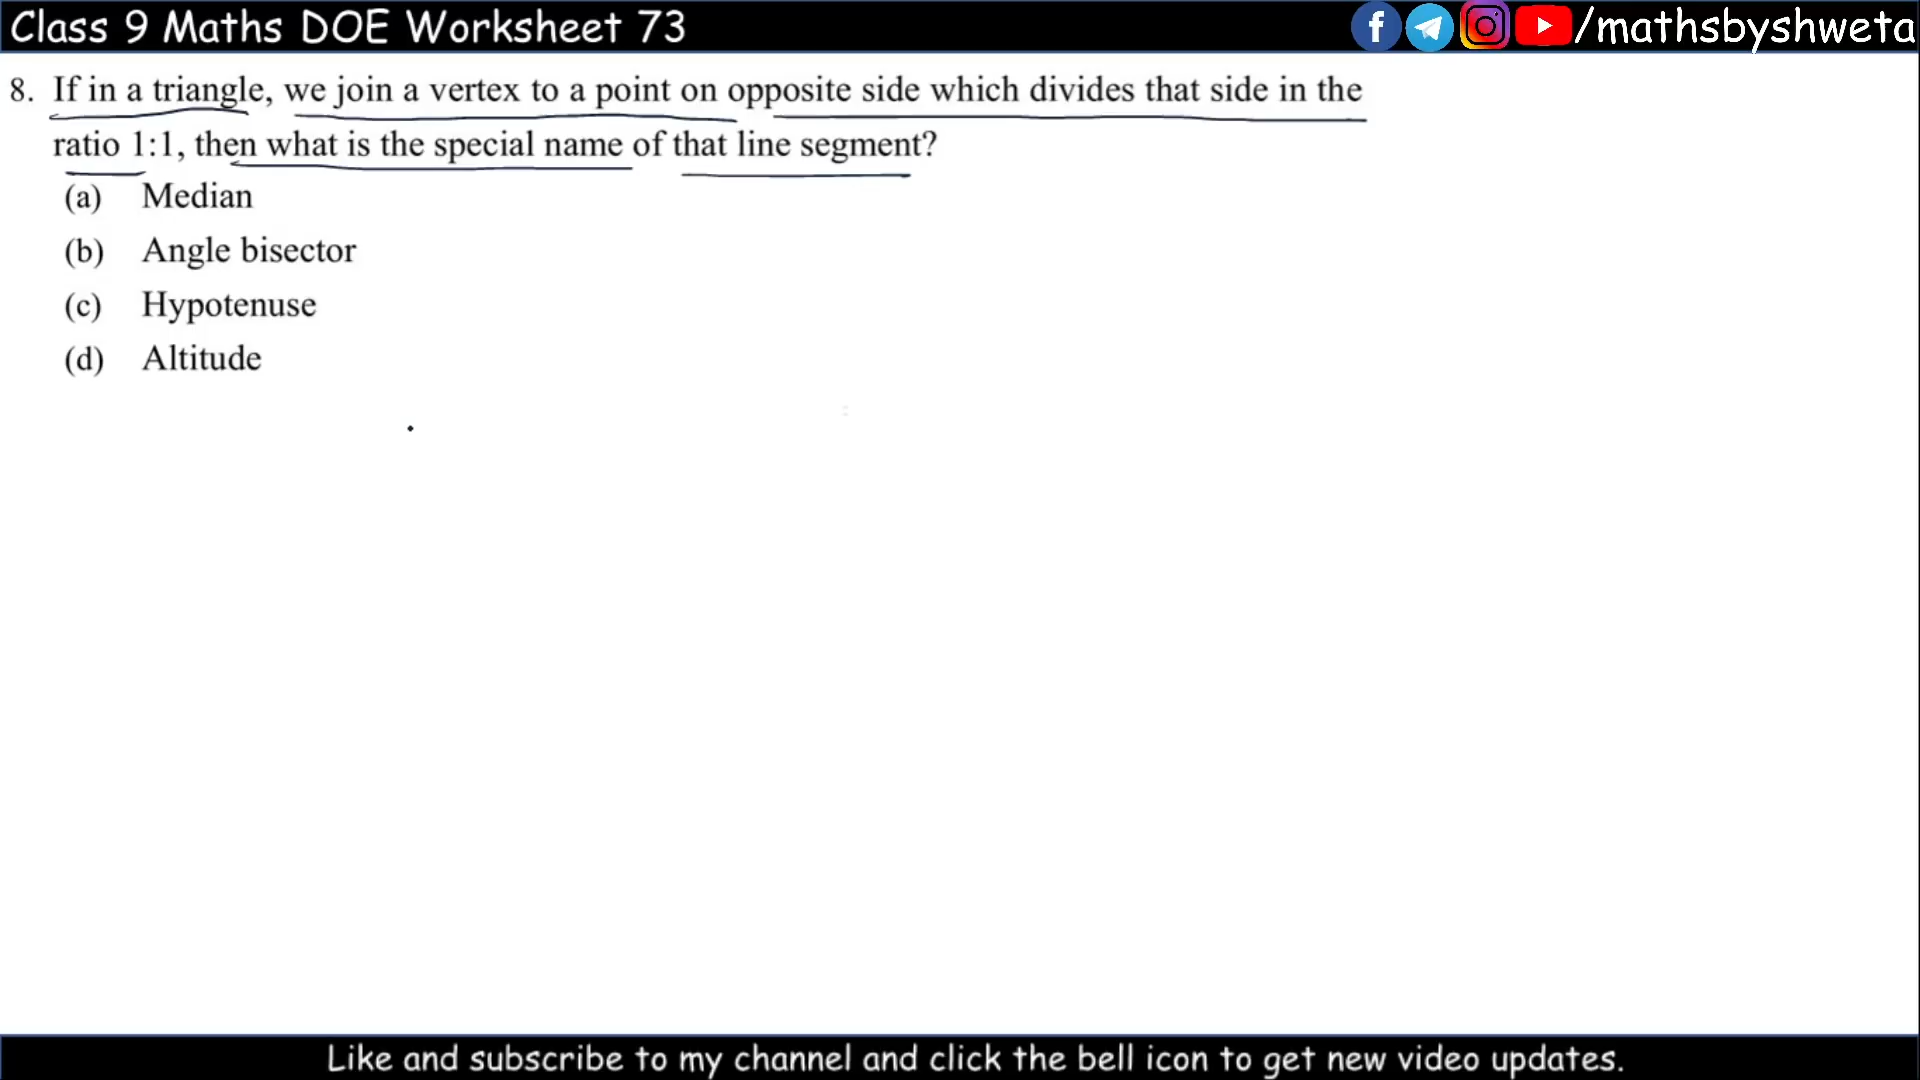 Class 9 Maths DOE Worksheet 73
/mathsbyshweta
8. If in a triangle, we join a vertex to a point on opposite side which divides that side in the
ratio 1:1, then what is the special name of that line segment?
(a) Median
(b) Angle bisector
(c) Hypotenuse
(d) Altitude
Like and subscribe to my channel and click the bell icon to get new video updates.